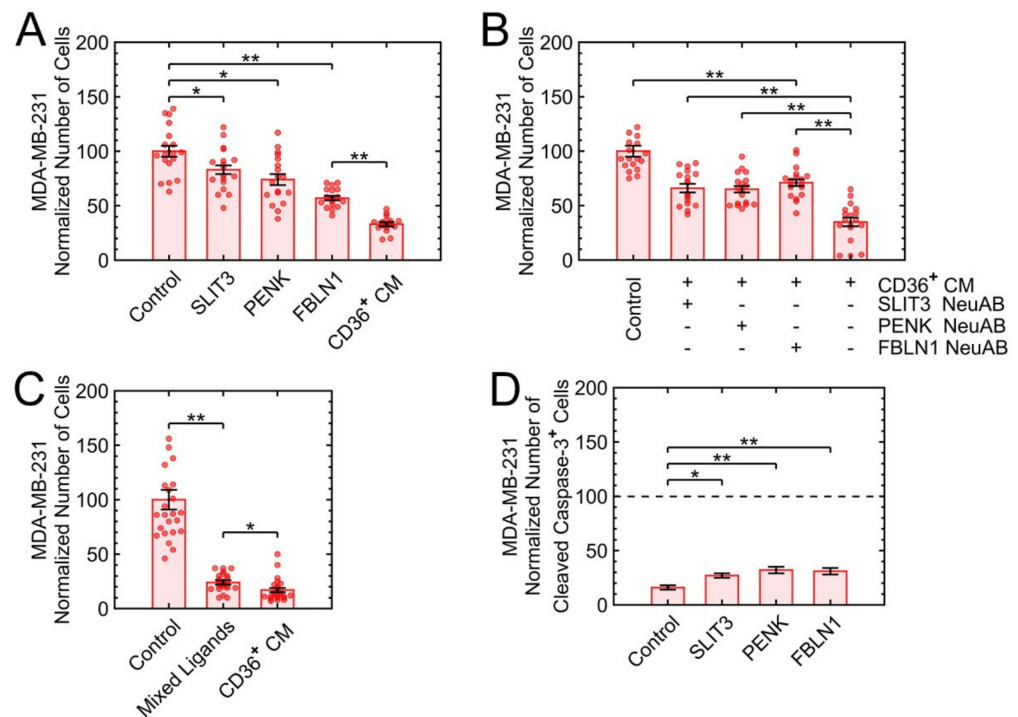 A
MDA-MB-231
Normalized Number of Cells
200
150
100
50
0
**
*
*
**
Control
SLIT3
PENK
FBLN1
CD36+ CM
B
MDA-MB-231
Normalized Number of Cells
200
150
100
50
0
**
**
**
**
Control
+ + + + CD36+ CM
+ - - - SLIT3 NeuAB
- + - - PENK NeuAB
- - + - FBLN1 NeuAB
C
MDA-MB-231
Normalized Number of Cells
200
150
100
50
0
**
*
Control
Mixed Ligands
CD36+ CM
D
MDA-MB-231
Normalized Number of
Cleaved Caspase-3+ Cells
200
150
100
50
0
**
**
*
Control
SLIT3
PENK
FBLN1